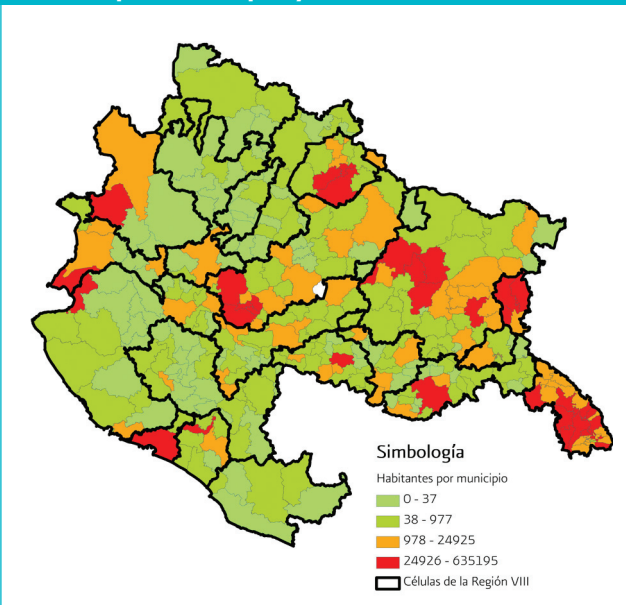 Simbología
Habitantes por municipio
0 - 37
38 - 977
978 - 24925
24926 - 635195
Células de la Región VIII